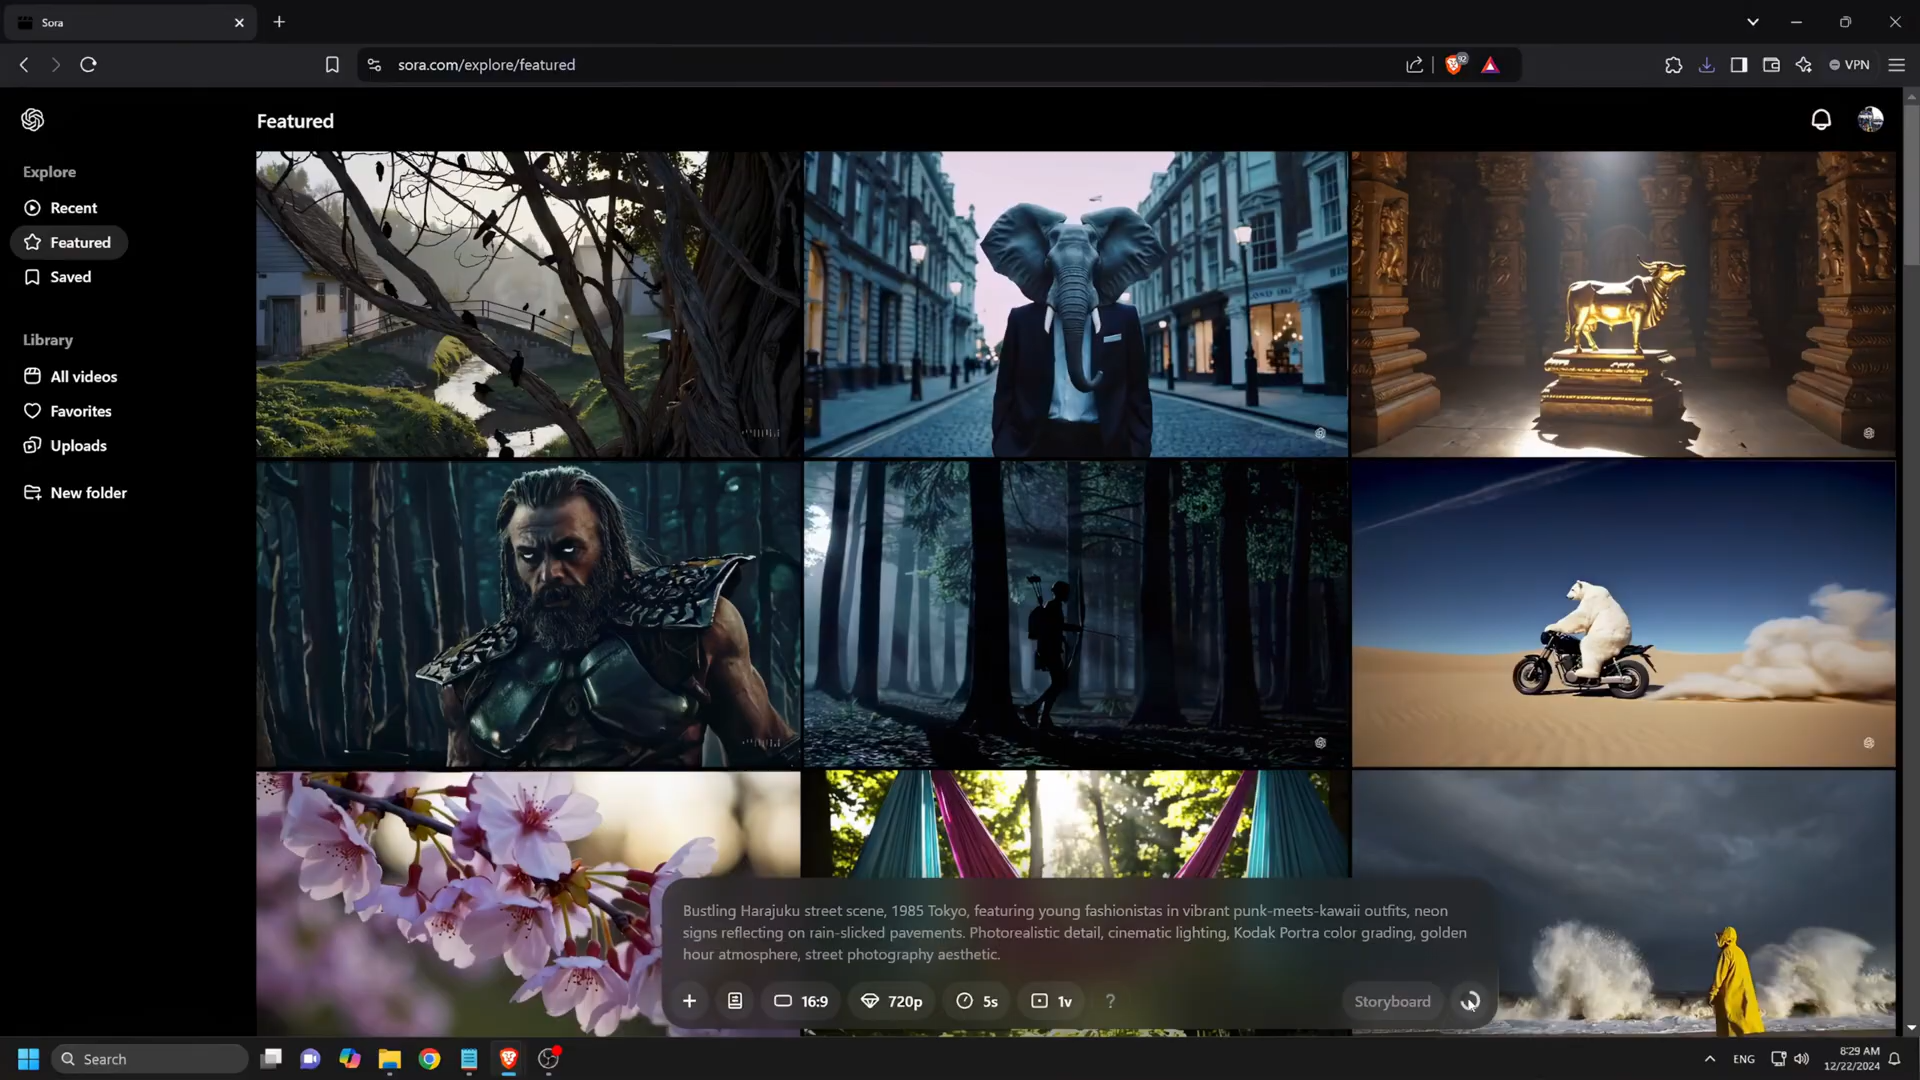 Sora
sora.com/explore/featured
92
VPN
Featured
Explore
Recent
Featured
Saved
Library
All videos
Favorites
Uploads
New folder
Bustling Harajuku street scene, 1985 Tokyo, featuring young fashionistas in vibrant punk-meets-kawaii outfits, neon
signs reflecting on rain-slicked pavements. Photorealistic detail, cinematic lighting, Kodak Portra color grading, golden
hour atmosphere, street photography aesthetic.
16:9
720p
5s
1v
?
Storyboard
Search
ENG
8:29 AM
12/22/2024